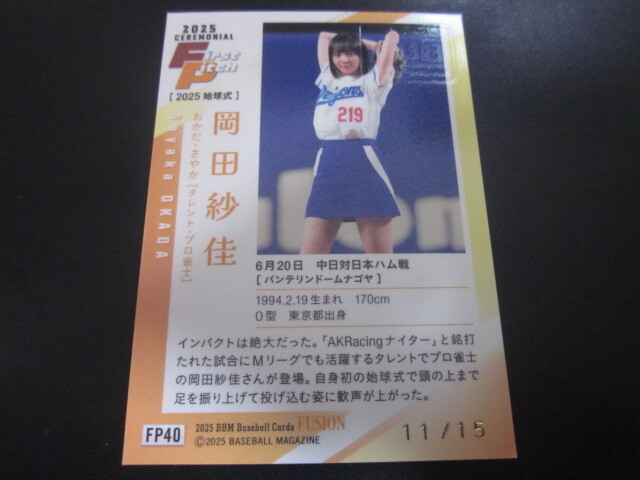 2025
CEREMONIAL
First
Pitch
[ 2025 始球式 ]
岡田紗佳
おかだ・さやか [タレント・プロ雀士]
Sayaka OKADA
Dragons
219
6月20日 中日対日本ハム戦
[ バンテリンドームナゴヤ ]
1994.2.19生まれ 170cm
O型 東京都出身
インパクトは絶大だった。「AKRacingナイター」と銘打
たれた試合にMリーグでも活躍するタレントでプロ雀士
の岡田紗佳さんが登場。自身初の始球式で頭の上まで
足を振り上げて投げ込む姿に歓声が上がった。
FP40
2025 BBM Baseball Cards FUSION
©2025 BASEBALL MAGAZINE
11/15